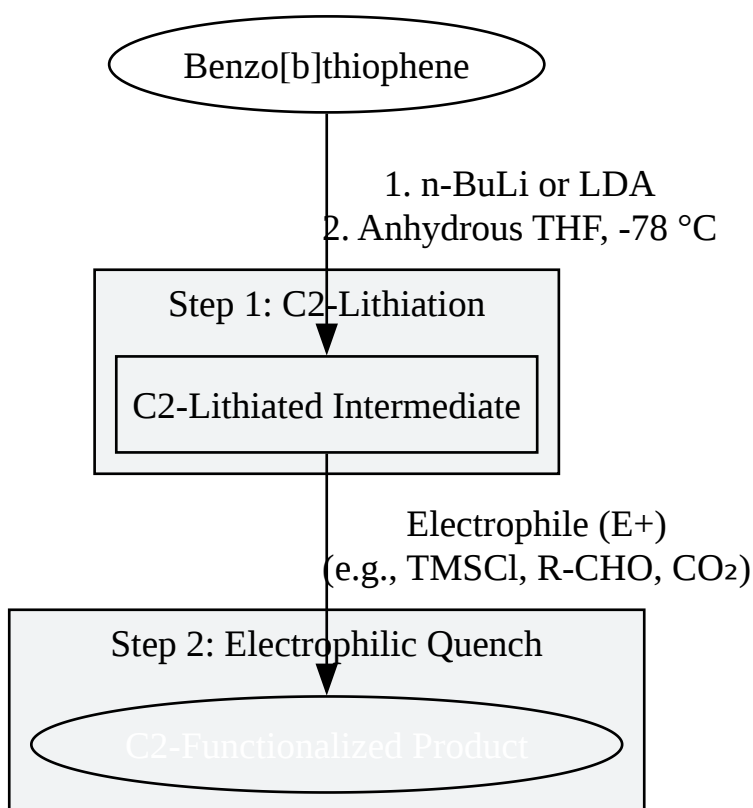 Benzo[b]thiophene
1. n-BuLi or LDA
2. Anhydrous THF, -78 °C
Step 1: C2-Lithiation
C2-Lithiated Intermediate
Electrophile (E+)
(e.g., TMSCl, R-CHO, CO₂)
Step 2: Electrophilic Quench
C2-Functionalized Product